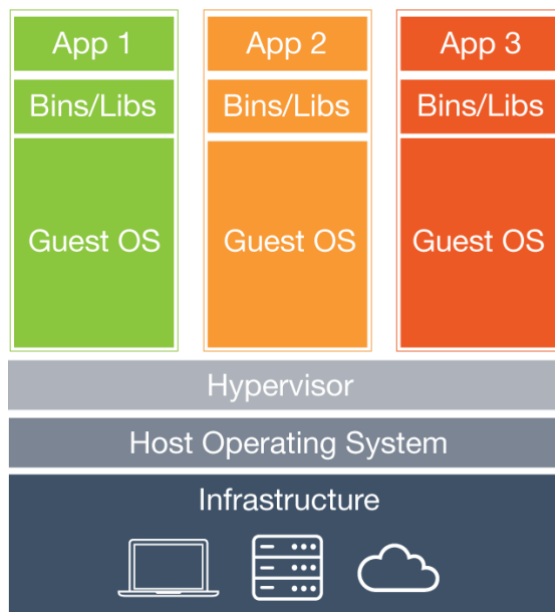 App 1
Bins/Libs
Guest OS
App 2
Bins/Libs
Guest OS
App 3
Bins/Libs
Guest OS
Hypervisor
Host Operating System
Infrastructure